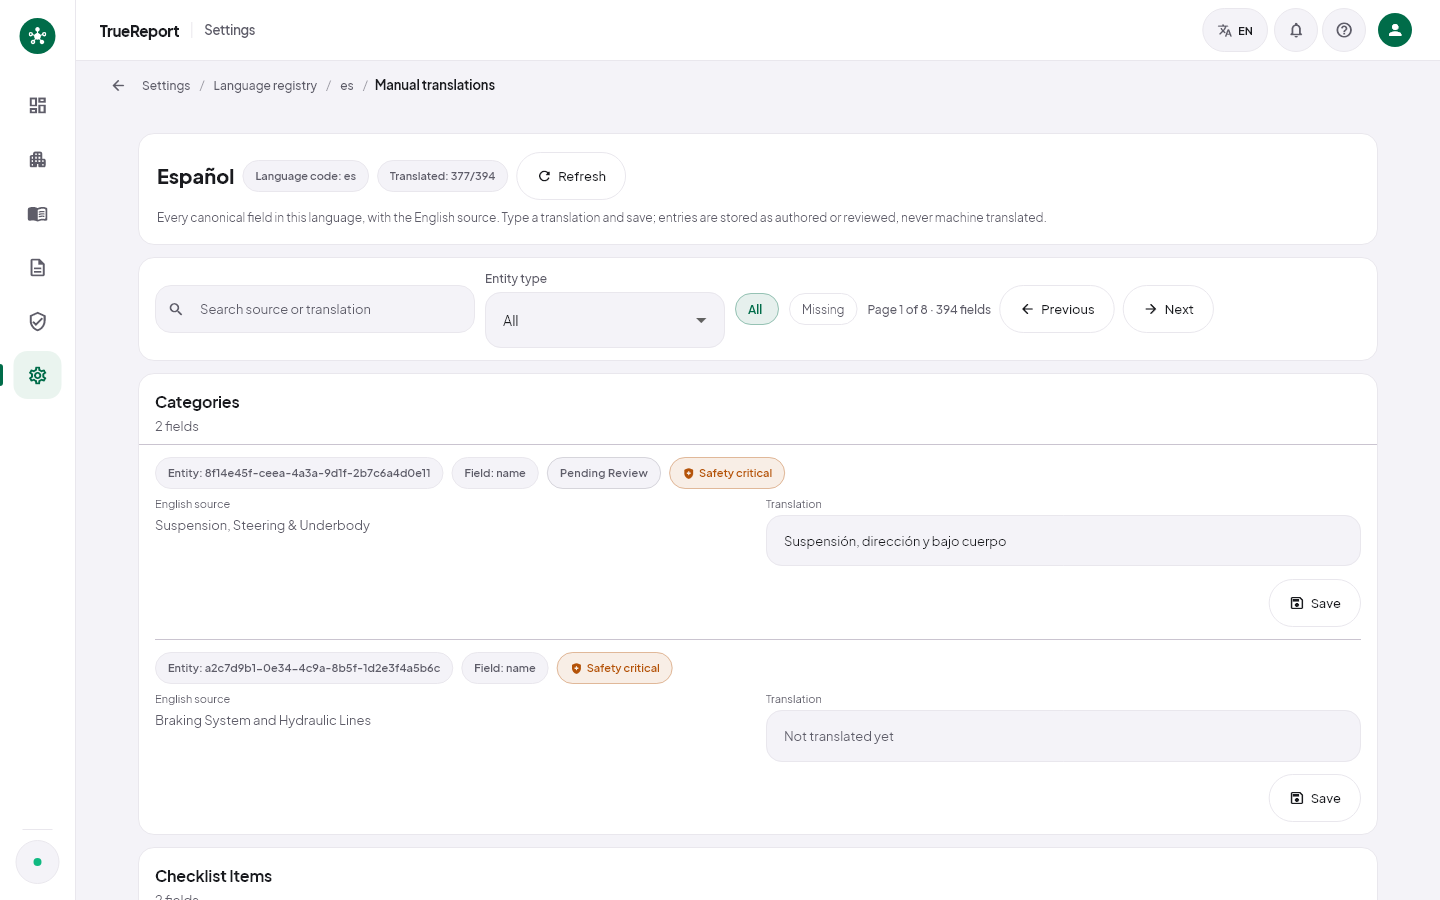 TrueReport
Settings
EN
Settings / Language registry / es / Manual translations
Español
Language code: es
Translated: 377/394
Refresh
Every canonical field in this language, with the English source. Type a translation and save; entries are stored as authored or reviewed, never machine translated.
Entity type
Search source or translation
All
All
Missing
Page 1 of 8 · 394 fields
Previous
Next
Categories
2 fields
Entity: 8f14e45f-ceea-4a3a-9d1f-2b7c6a4d0e11
Field: name
Pending Review
Safety critical
English source
Suspension, Steering & Underbody
Translation
Suspensión, dirección y bajo cuerpo
Save
Entity: a2c7d9b1-0e34-4c9a-8b5f-1d2e3f4a5b6c
Field: name
Safety critical
English source
Braking System and Hydraulic Lines
Translation
Not translated yet
Save
Checklist Items
2 fields